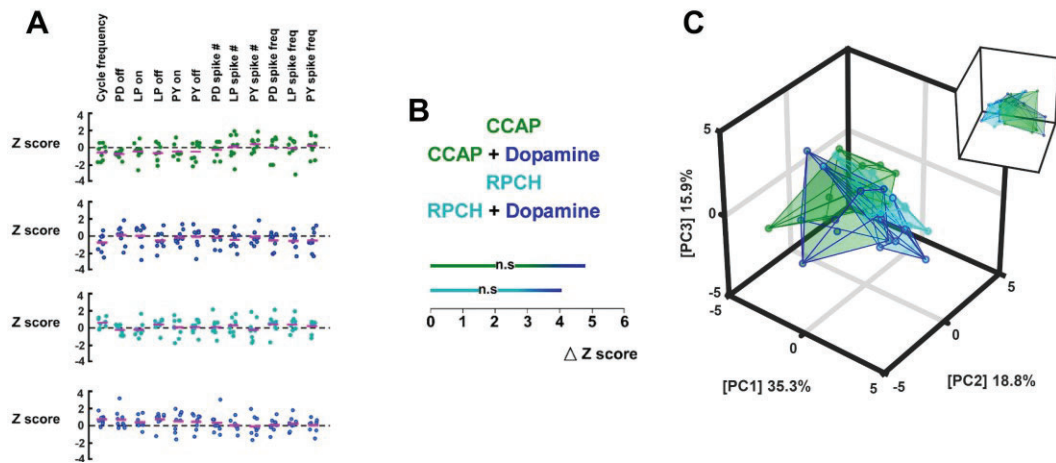 A
Cycle frequency
PD off
LP on
LP off
PY on
PY off
PD spike #
LP spike #
PY spike #
PD spike freq
LP spike freq
PY spike freq
Z score
4
2
0
-2
-4
Z score
4
2
0
-2
-4
Z score
4
2
0
-2
-4
Z score
4
2
0
-2
-4
B
CCAP
CCAP + Dopamine
RPCH
RPCH + Dopamine
n.s
n.s
0 1 2 3 4 5 6
△ Z score
C
[PC3] 15.9%
5
0
-5
-5
0
5
[PC1] 35.3%
-5
0
5
[PC2] 18.8%